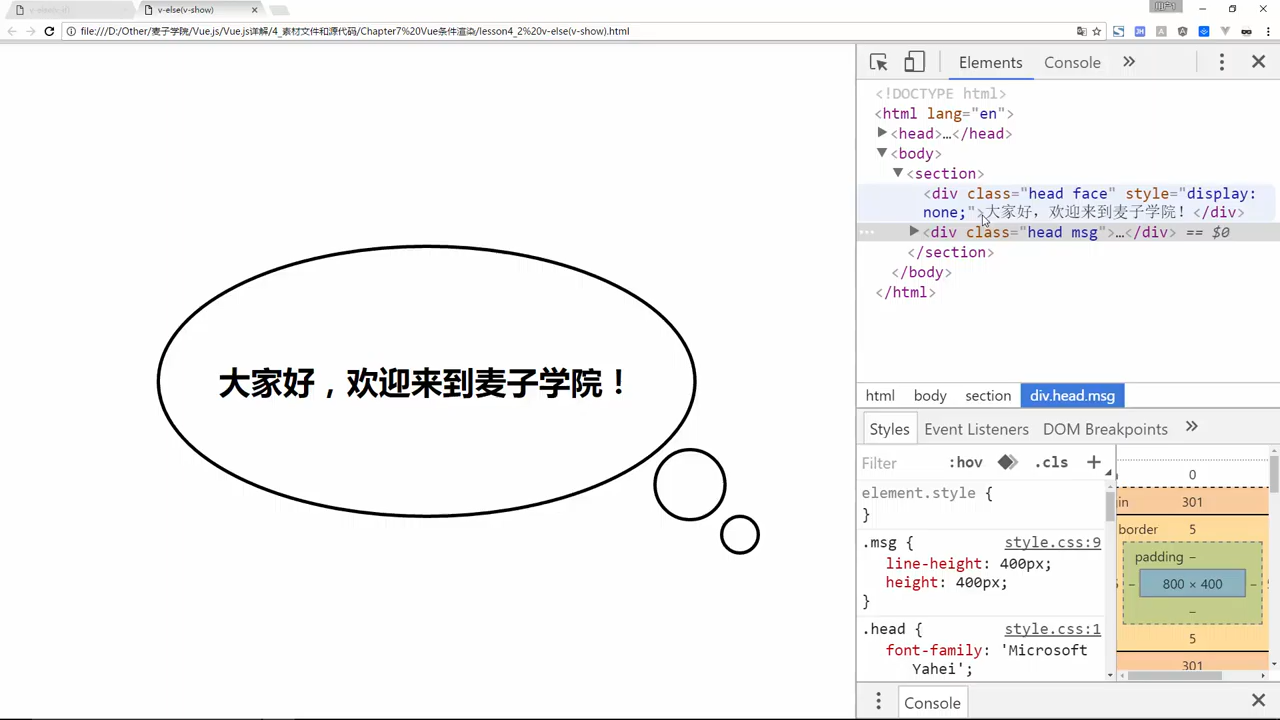 v-else(v-if)
v-else(v-show)
用户1
file:///D:/Other/麦子学院/Vue.js/Vue.js详解/4_素材文件和源代码/Chapter7%20Vue条件渲染/lesson4_2%20v-else(v-show).html
大家好，欢迎来到麦子学院！
Elements
Console
<!DOCTYPE html>
<html lang="en">
<head>…</head>
<body>
<section>
<div class="head face" style="display:
none;">大家好，欢迎来到麦子学院！</div>
<div class="head msg">…</div> == $0
</section>
</body>
</html>
html body section div.head.msg
Styles Event Listeners DOM Breakpoints
Filter :hov .cls +
element.style {
}
.msg { style.css:9
line-height: 400px;
height: 400px;
}
.head { style.css:1
font-family: 'Microsoft
Yahei';
0
in 301
border 5
padding –
– 800 × 400 –
–
5
301
Console